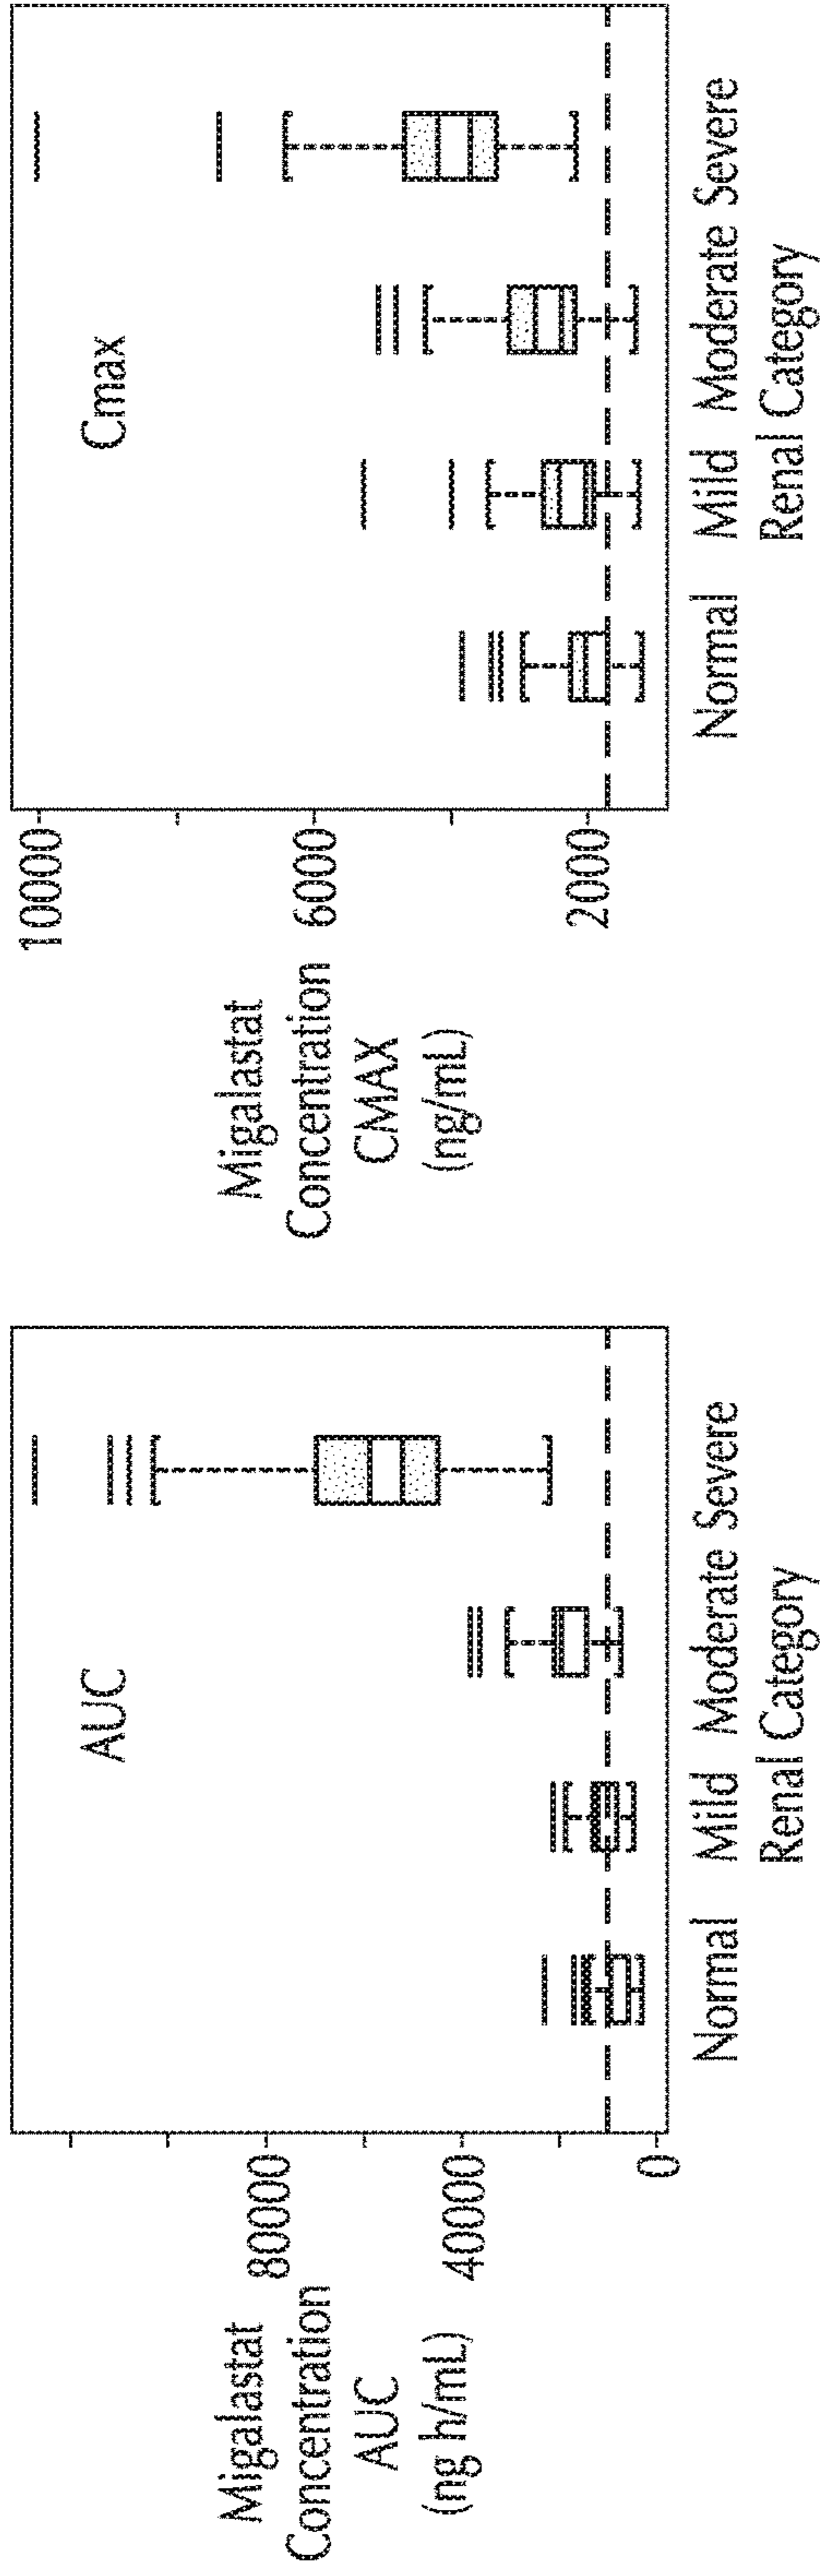 Migalastat
Concentration
AUC
(ng h/mL)
80000
40000
0
AUC
Normal Mild Moderate Severe
Renal Category
Migalastat
Concentration
CMAX
(ng/mL)
10000
6000
2000
Cmax
Normal Mild Moderate Severe
Renal Category